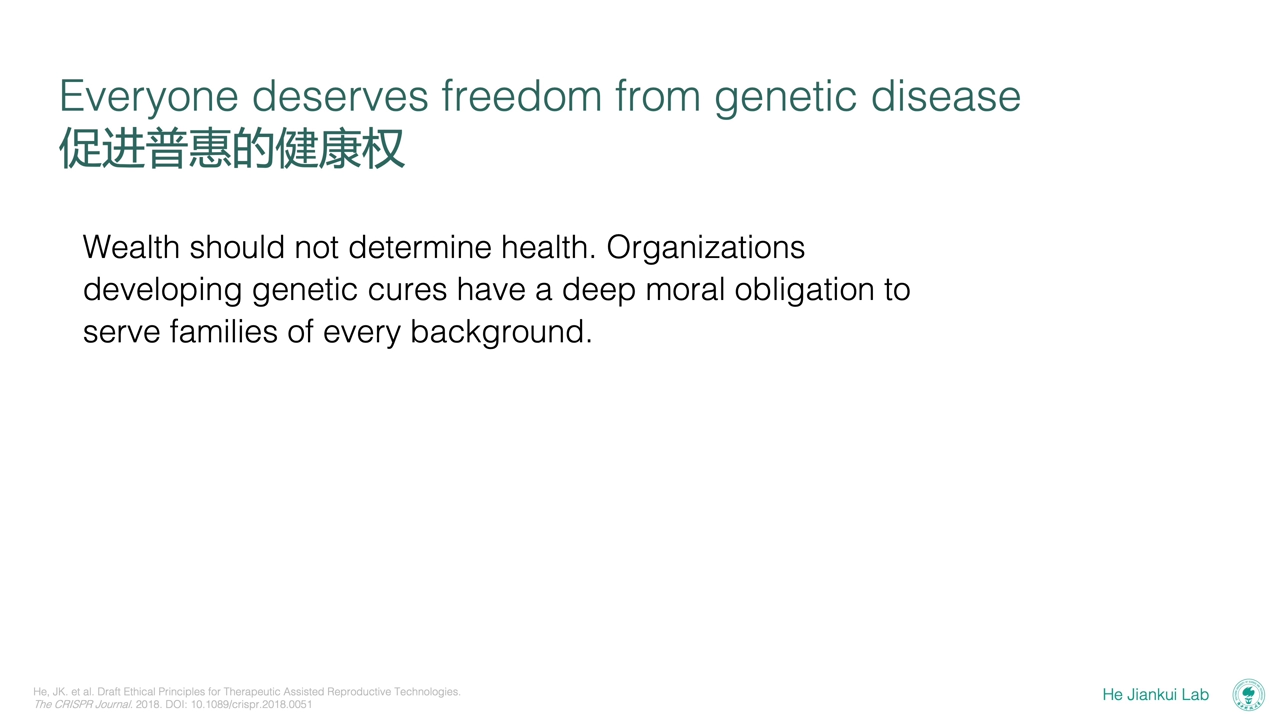 Everyone deserves freedom from genetic disease
促进普惠的健康权
Wealth should not determine health. Organizations
developing genetic cures have a deep moral obligation to
serve families of every background.
He, JK. et al. Draft Ethical Principles for Therapeutic Assisted Reproductive Technologies.
The CRISPR Journal. 2018. DOI: 10.1089/crispr.2018.0051
He Jiankui Lab